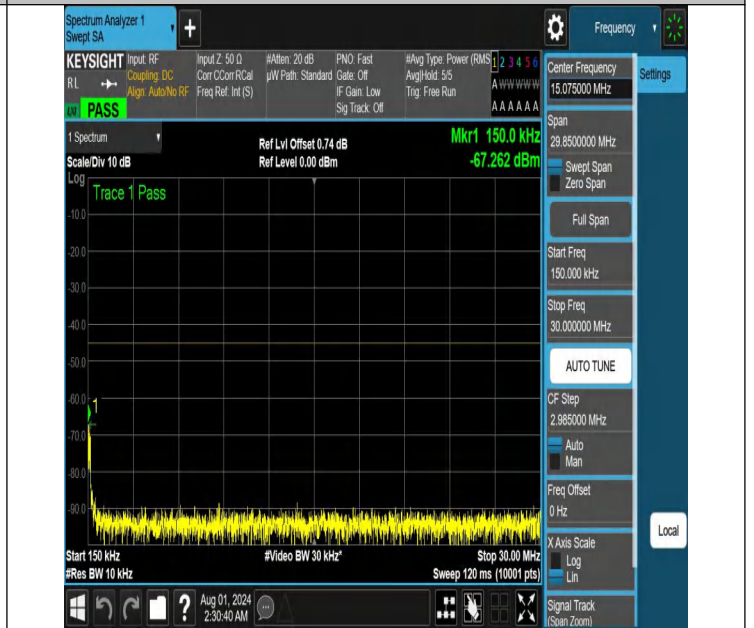 Spectrum Analyzer 1
Swept SA
+
Frequency
KEYSIGHT
RL
PASS
Input: RF
Coupling: DC
Align: Auto/No RF
Input Z: 50 Ω
Corr CCorr RCal
Freq Ref: Int (S)
#Atten: 20 dB
µW Path: Standard
PNO: Fast
Gate: Off
IF Gain: Low
Sig Track: Off
#Avg Type: Power (RMS
Avg|Hold: 5/5
Trig: Free Run
1 2 3 4 5 6
A W W W W W
A A A A A A
1 Spectrum
Scale/Div 10 dB
Ref Lvl Offset 0.74 dB
Ref Level 0.00 dBm
Mkr1 150.0 kHz
-67.262 dBm
Log
Trace 1 Pass
-10.0
-20.0
-30.0
-40.0
-50.0
-60.0
1
-70.0
-80.0
-90.0
Start 150 kHz
#Video BW 30 kHz*
Stop 30.00 MHz
#Res BW 10 kHz
Sweep 120 ms (10001 pts)
Center Frequency
15.075000 MHz
Settings
Span
29.8500000 MHz
Swept Span
Zero Span
Full Span
Start Freq
150.000 kHz
Stop Freq
30.000000 MHz
AUTO TUNE
CF Step
2.985000 MHz
Auto
Man
Freq Offset
0 Hz
Local
X Axis Scale
Log
Lin
Signal Track
(Span Zoom)
?
Aug 01, 2024
2:30:40 AM